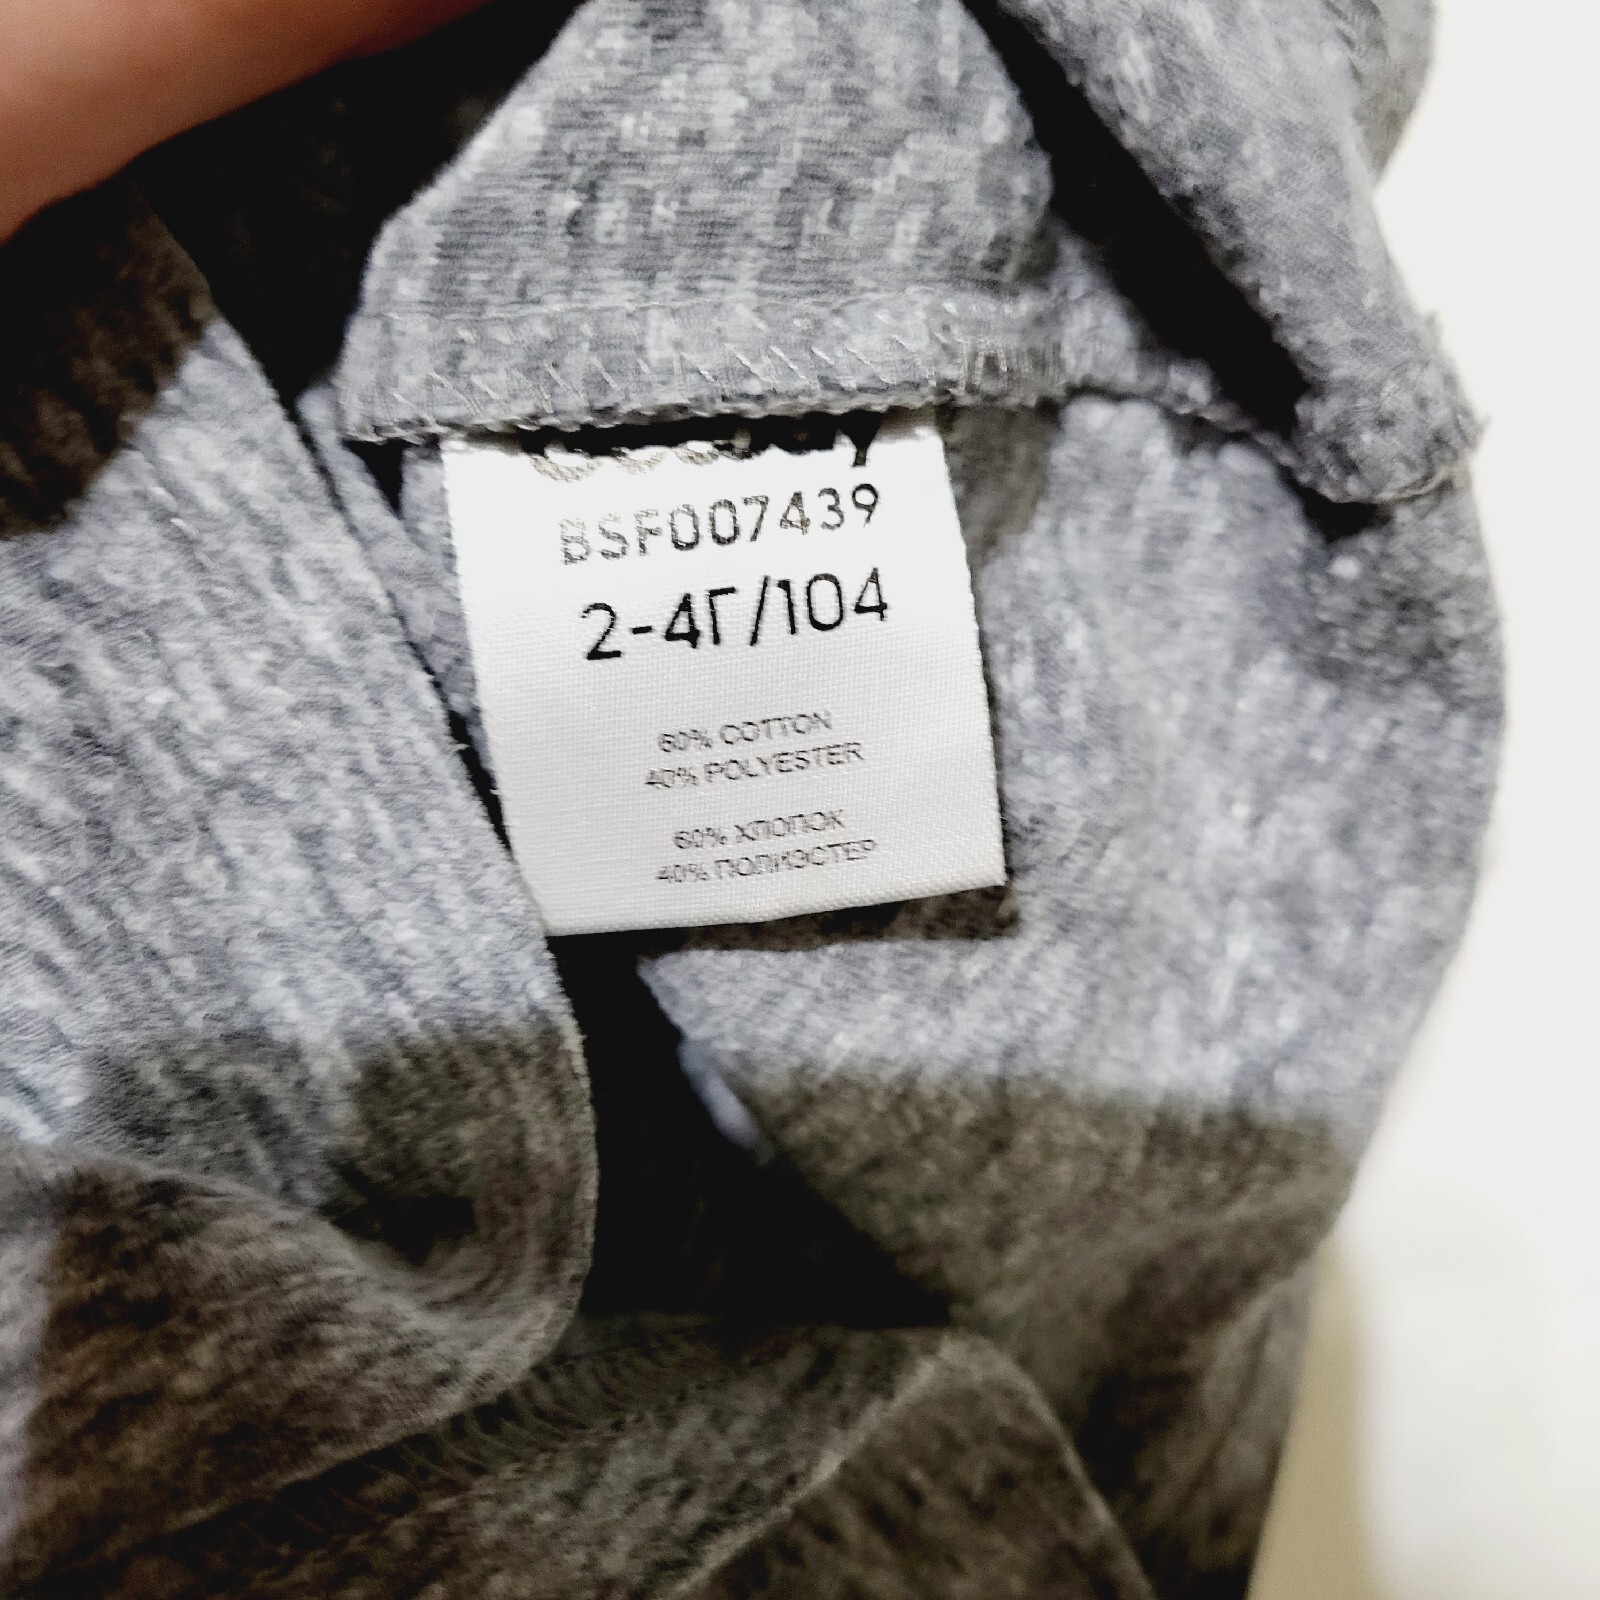 BSF007439
2-4Г/104
60% COTTON
40% POLYESTER
60% ХЛОПОК
40% ПОЛИЭСТЕР